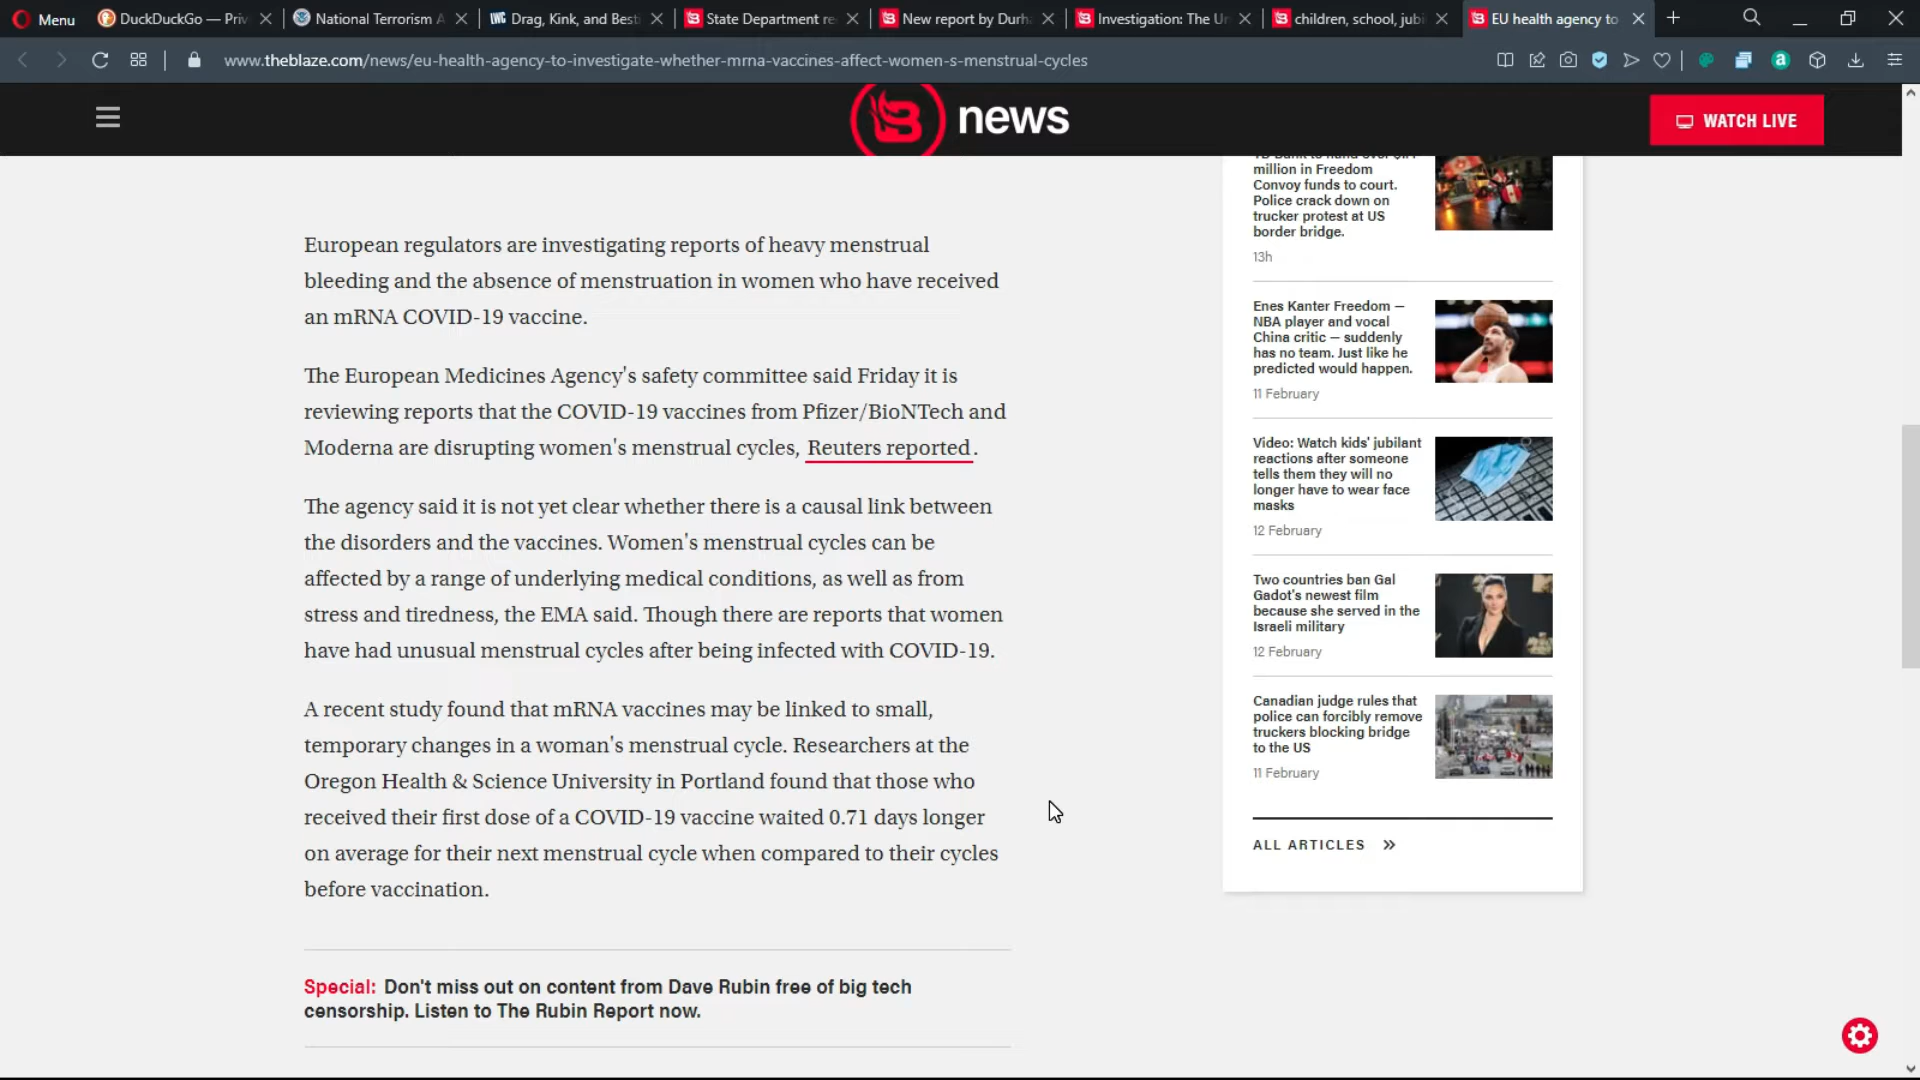 Menu
DuckDuckGo — Priv
National Terrorism A
IWC Drag, Kink, and Besti
State Department re
New report by Durh
Investigation: The Un
children, school, jubi
EU health agency to
www.theblaze.com/news/eu-health-agency-to-investigate-whether-mrna-vaccines-affect-women-s-menstrual-cycles
news
WATCH LIVE
European regulators are investigating reports of heavy menstrual
bleeding and the absence of menstruation in women who have received
an mRNA COVID-19 vaccine.
The European Medicines Agency's safety committee said Friday it is
reviewing reports that the COVID-19 vaccines from Pfizer/BioNTech and
Moderna are disrupting women's menstrual cycles, Reuters reported.
The agency said it is not yet clear whether there is a causal link between
the disorders and the vaccines. Women's menstrual cycles can be
affected by a range of underlying medical conditions, as well as from
stress and tiredness, the EMA said. Though there are reports that women
have had unusual menstrual cycles after being infected with COVID-19.
A recent study found that mRNA vaccines may be linked to small,
temporary changes in a woman's menstrual cycle. Researchers at the
Oregon Health & Science University in Portland found that those who
received their first dose of a COVID-19 vaccine waited 0.71 days longer
on average for their next menstrual cycle when compared to their cycles
before vaccination.
Special: Don't miss out on content from Dave Rubin free of big tech
censorship. Listen to The Rubin Report now.
million in Freedom
Convoy funds to court.
Police crack down on
trucker protest at US
border bridge.
13h
Enes Kanter Freedom —
NBA player and vocal
China critic — suddenly
has no team. Just like he
predicted would happen.
11 February
Video: Watch kids' jubilant
reactions after someone
tells them they will no
longer have to wear face
masks
12 February
Two countries ban Gal
Gadot's newest film
because she served in the
Israeli military
12 February
Canadian judge rules that
police can forcibly remove
truckers blocking bridge
to the US
11 February
ALL ARTICLES »